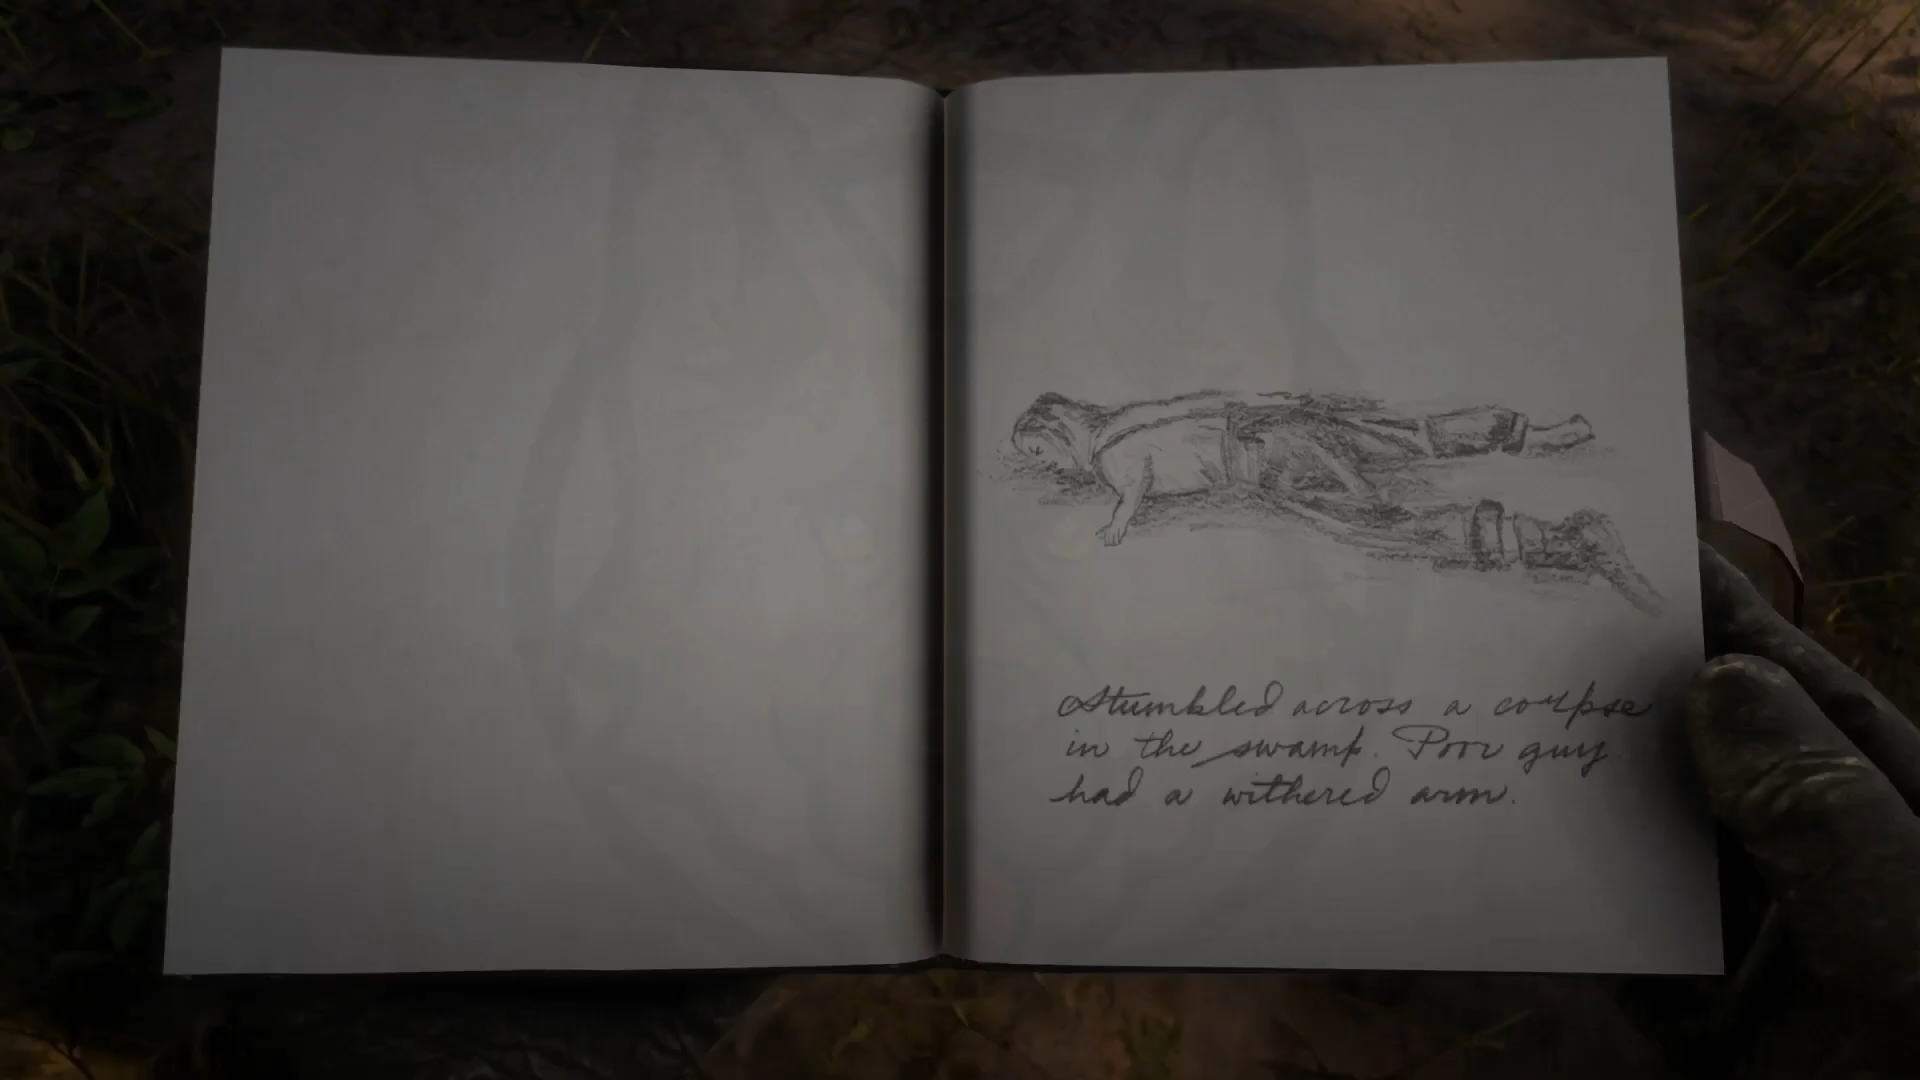 Stumbled across a corpse
in the swamp. Poor guy
had a withered arm.